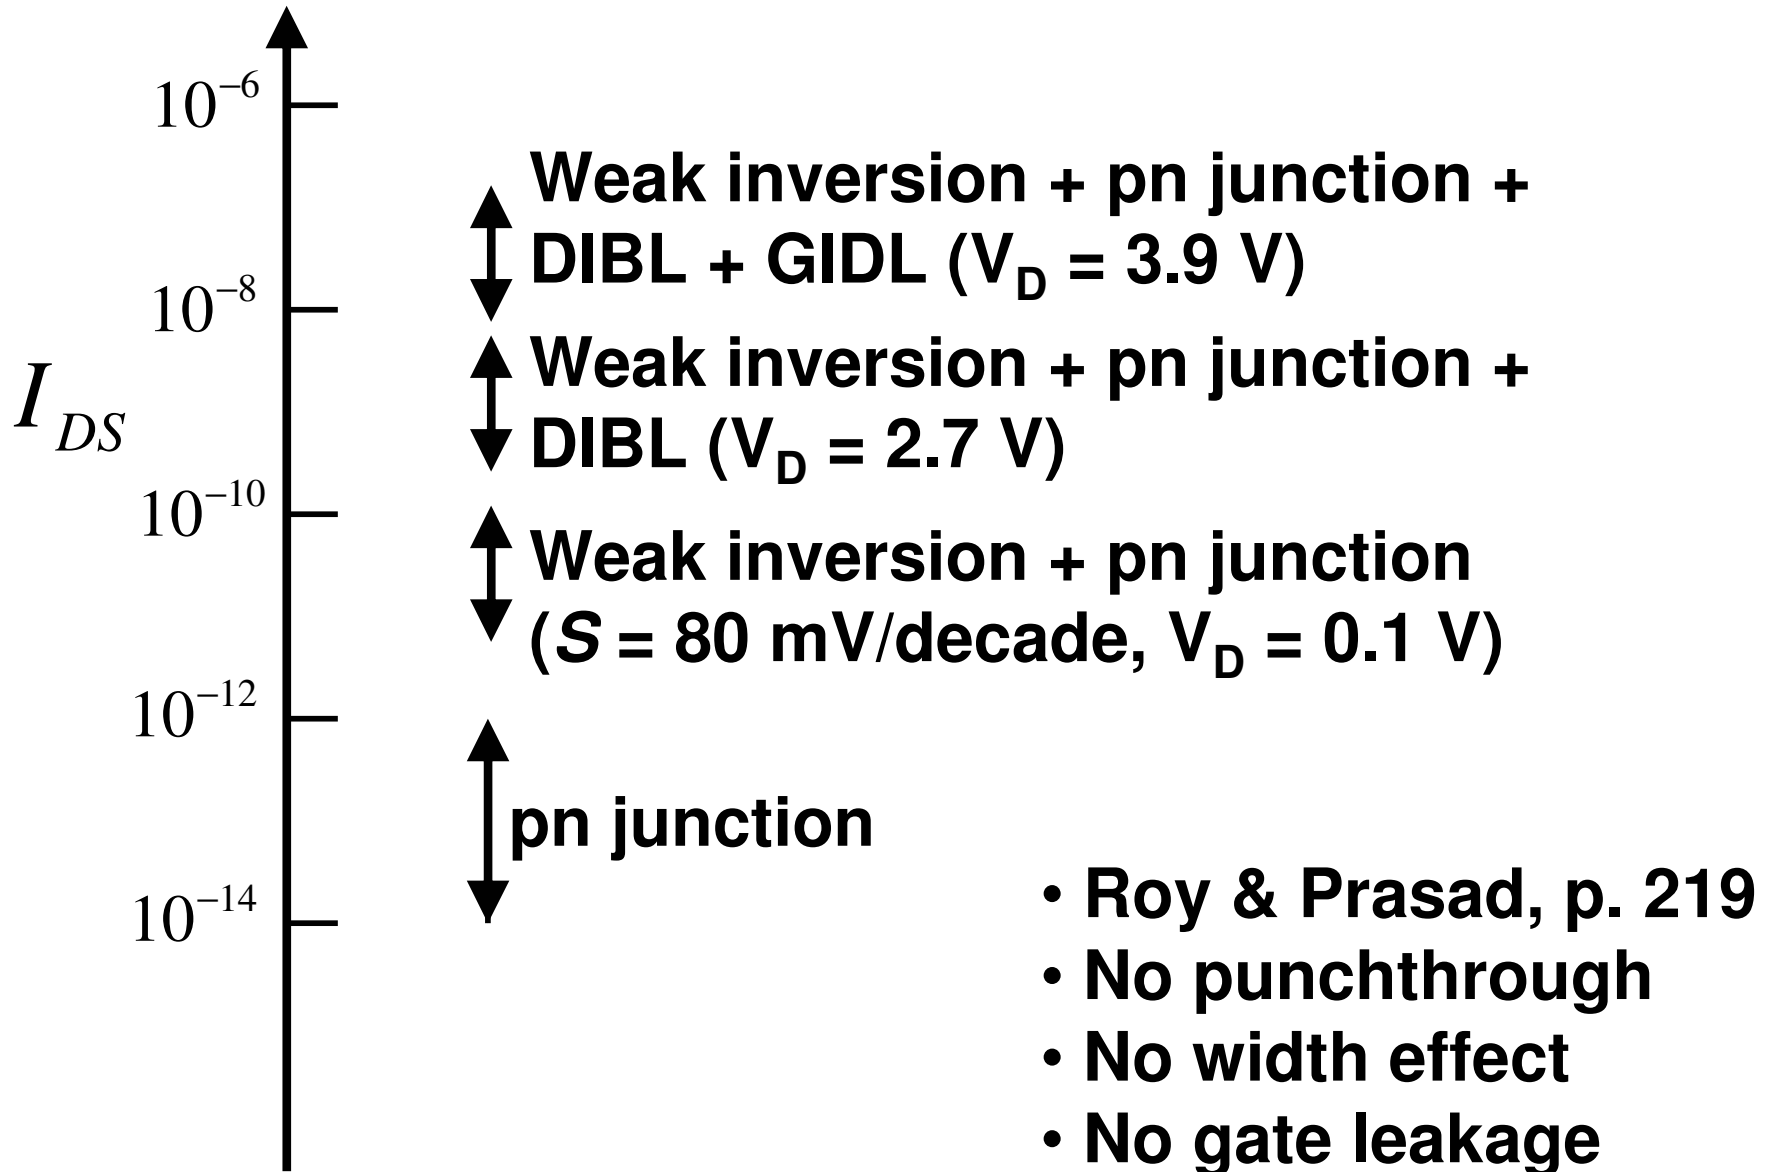 10⁻⁶
Weak inversion + pn junction +
DIBL + GIDL (V_D = 3.9 V)
10⁻⁸
Weak inversion + pn junction +
I_DS
DIBL (V_D = 2.7 V)
10⁻¹⁰
Weak inversion + pn junction
(S = 80 mV/decade, V_D = 0.1 V)
10⁻¹²
pn junction
10⁻¹⁴
• Roy & Prasad, p. 219
• No punchthrough
• No width effect
• No gate leakage